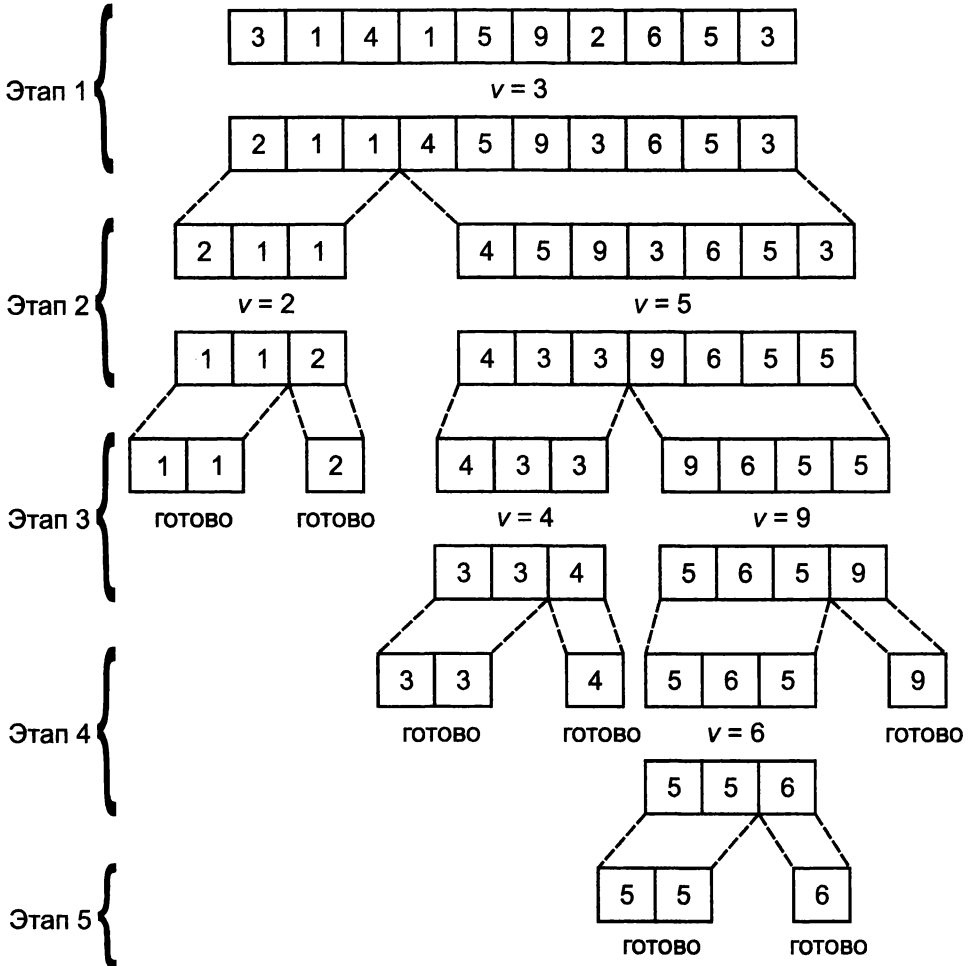 3 1 4 1 5 9 2 6 5 3
Этап 1
v = 3
2 1 1 4 5 9 3 6 5 3
2 1 1 4 5 9 3 6 5 3
Этап 2
v = 2 v = 5
1 1 2 4 3 3 9 6 5 5
1 1 2 4 3 3 9 6 5 5
Этап 3
готово готово v = 4 v = 9
3 3 4 5 6 5 9
3 3 4 5 6 5 9
Этап 4
готово готово v = 6 готово
5 5 6
5 5 6
Этап 5
готово готово